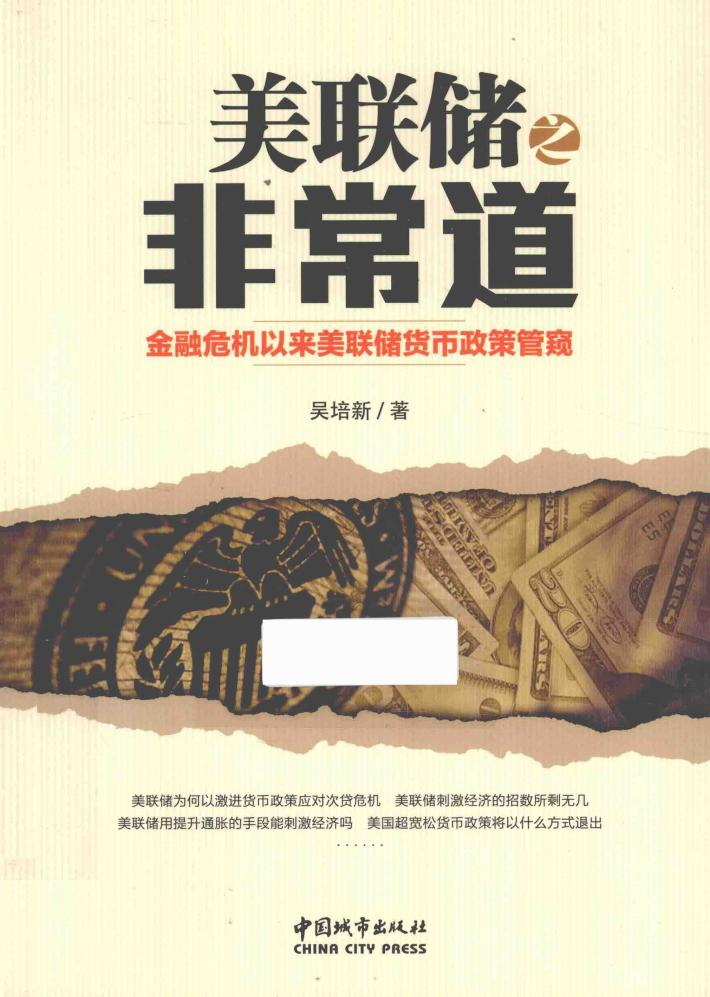 美联储之
非常道
金融危机以来美联储货币政策管窥
吴培新/著
UNITED STATES
OF AMERICA
20
美联储为何以激进货币政策应对次贷危机 美联储刺激经济的招数所剩无几
美联储用提升通胀的手段能刺激经济吗 美国超宽松货币政策将以什么方式退出
······
中国城市出版社
CHINA CITY PRESS